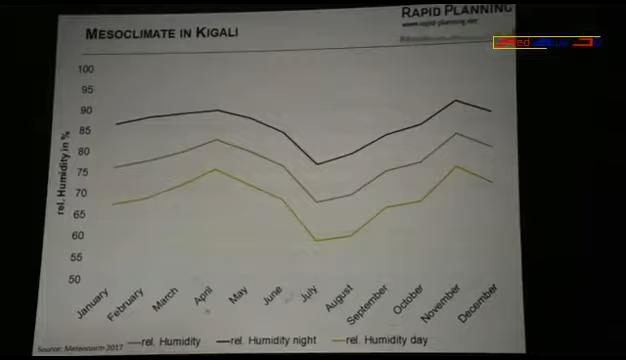 RAPID PLANNING
www.rapid-planning.net
MESOCLIMATE IN KIGALI
100
95
90
85
80
75
70
65
60
55
50
rel. Humidity in %
January
February
March
April
May
June
July
August
September
October
November
December
rel. Humidity
rel. Humidity night
rel. Humidity day
Source: Meteonorm 2017